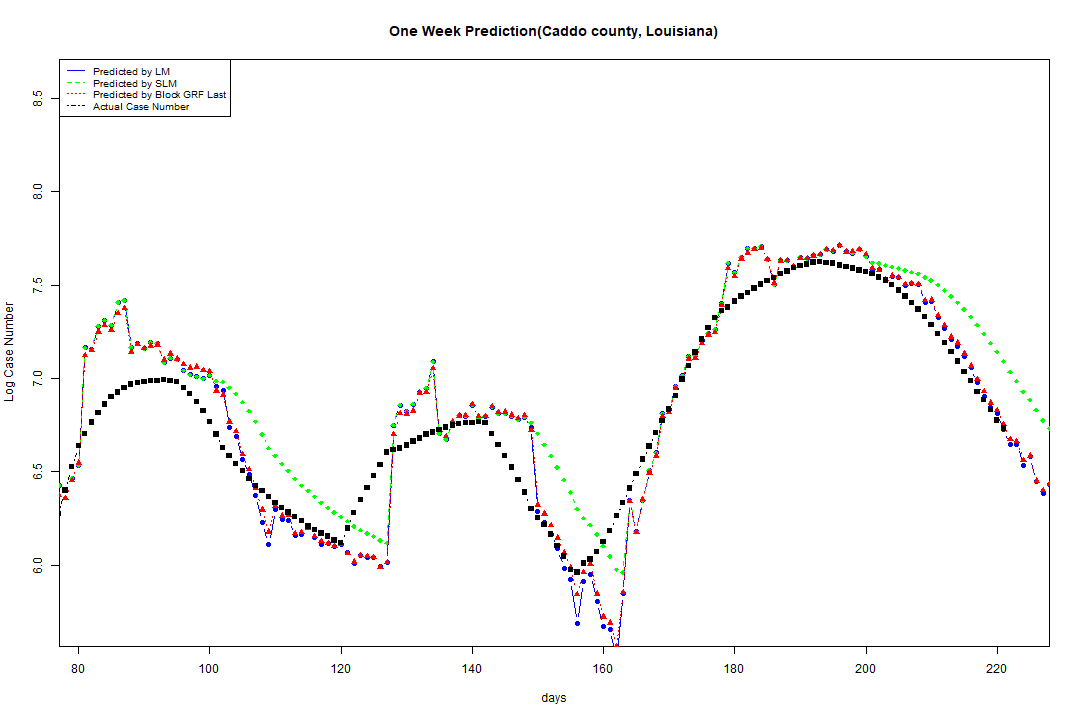 One Week Prediction(Caddo county, Louisiana)
Predicted by LM
Predicted by SLM
Predicted by Block GRF Last
Actual Case Number
8.5
8.0
7.5
7.0
6.5
6.0
Log Case Number
80 100 120 140 160 180 200 220
days